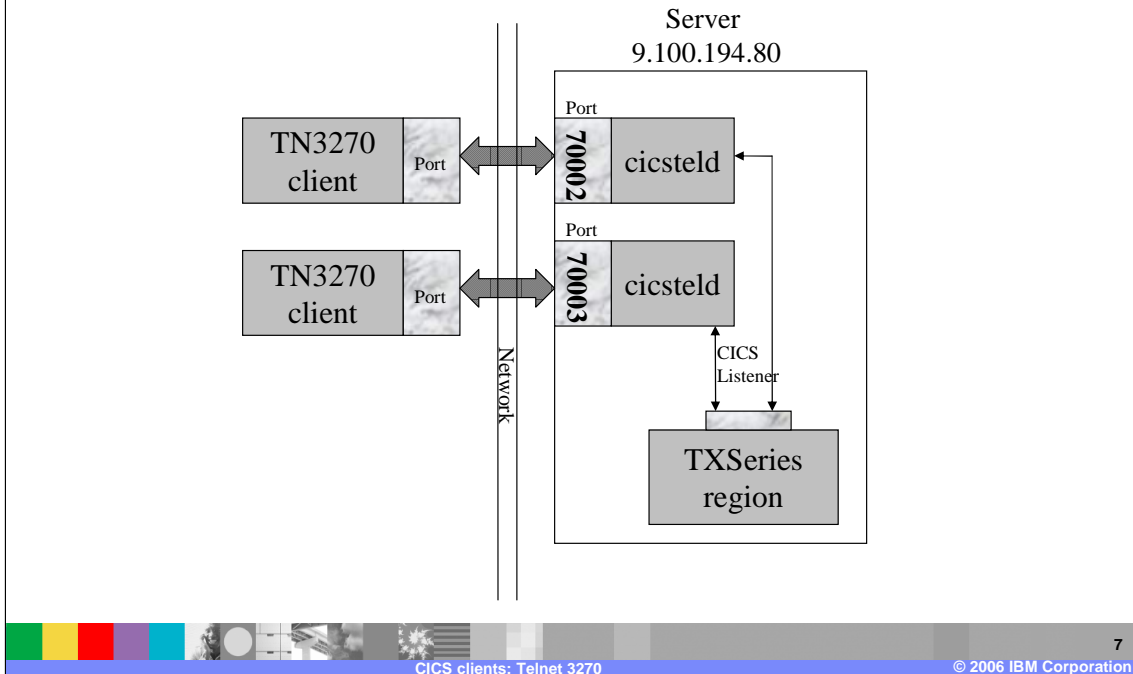 Server
9.100.194.80
TN3270
client
Port
Port
70002
cicsteld
TN3270
client
Port
Port
70003
cicsteld
Network
CICS
Listener
TXSeries
region
7
CICS clients: Telnet 3270
© 2006 IBM Corporation